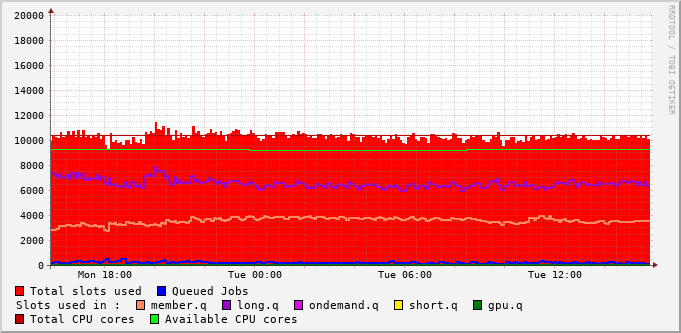 20000
18000
16000
14000
12000
10000
8000
6000
4000
2000
0
Mon 18:00 Tue 00:00 Tue 06:00 Tue 12:00
RRDTOOL / TOBI OETIKER
Total slots used Queued Jobs
Slots used in : member.q long.q ondemand.q short.q gpu.q
Total CPU cores Available CPU cores